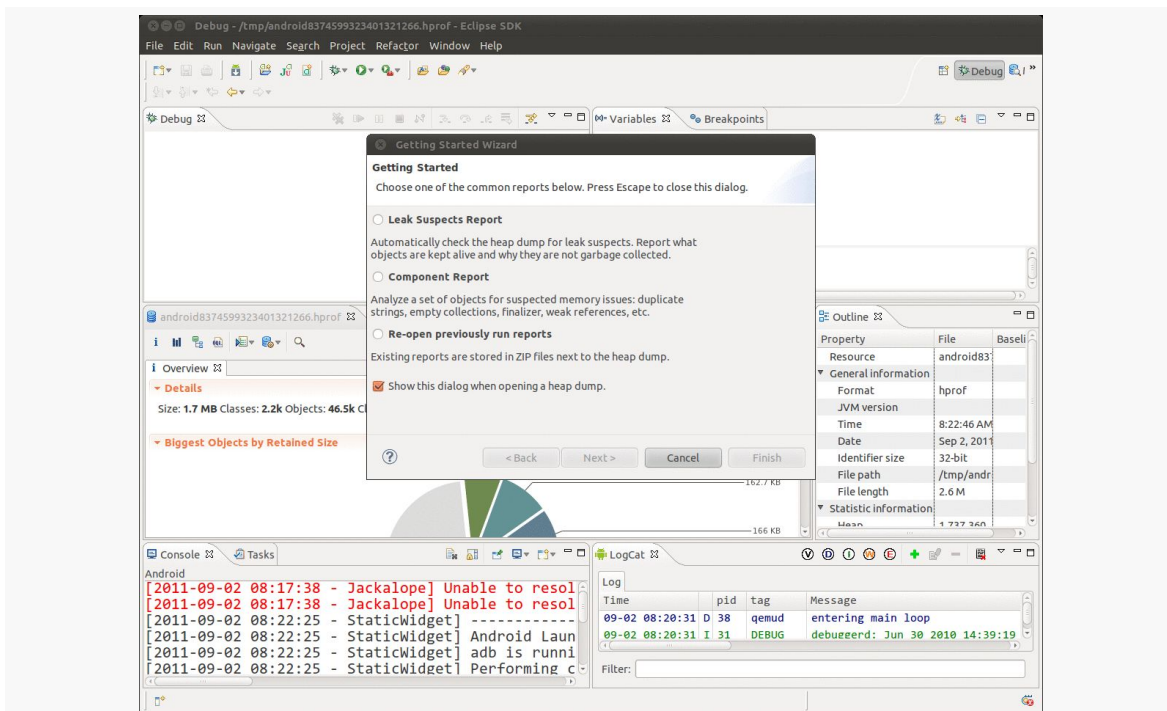 Debug - /tmp/android8374599323401321266.hprof - Eclipse SDK
File Edit Run Navigate Search Project Refactor Window Help
Debug
Debug
Variables
Breakpoints
Getting Started Wizard
Getting Started
Choose one of the common reports below. Press Escape to close this dialog.
Leak Suspects Report
Automatically check the heap dump for leak suspects. Report what
objects are kept alive and why they are not garbage collected.
Component Report
Analyze a set of objects for suspected memory issues: duplicate
strings, empty collections, finalizer, weak references, etc.
Re-open previously run reports
Existing reports are stored in ZIP files next to the heap dump.
Show this dialog when opening a heap dump.
< Back Next > Cancel Finish
android8374599323401321266.hprof
Overview
Details
Size: 1.7 MB Classes: 2.2k Objects: 46.5k Cl
Biggest Objects by Retained Size
162.7 KB
166 KB
Outline
Property File Baseli
Resource android83
General information
Format hprof
JVM version
Time 8:22:46 AM
Date Sep 2, 2011
Identifier size 32-bit
File path /tmp/andr
File length 2.6 M
Statistic information
Heap 1,737,360
Console Tasks
Android
[2011-09-02 08:17:38 - Jackalope] Unable to resol
[2011-09-02 08:17:38 - Jackalope] Unable to resol
[2011-09-02 08:22:25 - StaticWidget] ------------
[2011-09-02 08:22:25 - StaticWidget] Android Laun
[2011-09-02 08:22:25 - StaticWidget] adb is runni
[2011-09-02 08:22:25 - StaticWidget] Performing c
LogCat
V D I W E
Log
Time pid tag Message
09-02 08:20:31 D 38 qemud entering main loop
09-02 08:20:31 I 31 DEBUG debuggerd: Jun 30 2010 14:39:19
Filter: